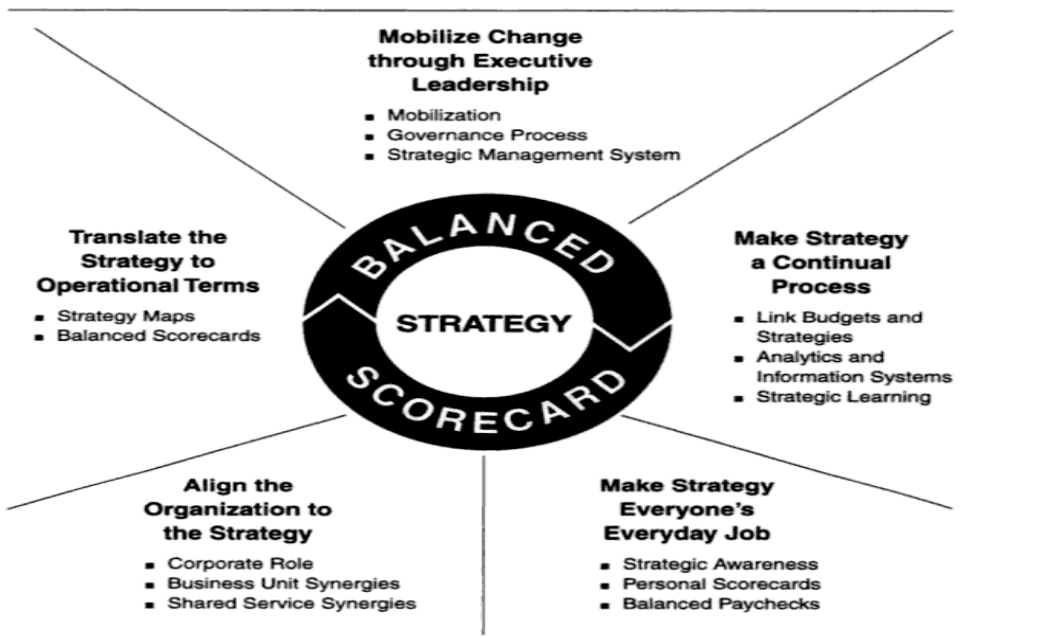 Mobilize Change
through Executive
Leadership
▪ Mobilization
▪ Governance Process
▪ Strategic Management System
Translate the
Strategy to
Operational Terms
▪ Strategy Maps
▪ Balanced Scorecards
BALANCED
STRATEGY
SCORECARD
Make Strategy
a Continual
Process
▪ Link Budgets and
Strategies
▪ Analytics and
Information Systems
▪ Strategic Learning
Align the
Organization to
the Strategy
▪ Corporate Role
▪ Business Unit Synergies
▪ Shared Service Synergies
Make Strategy
Everyone's
Everyday Job
▪ Strategic Awareness
▪ Personal Scorecards
▪ Balanced Paychecks